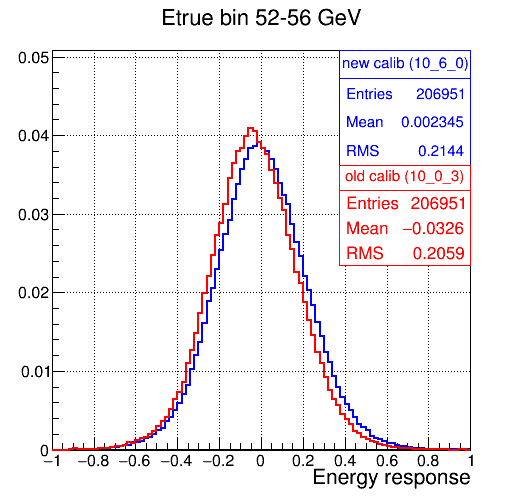 Etrue bin 52-56 GeV
new calib (10_6_0)
Entries 206951
Mean 0.002345
RMS 0.2144
old calib (10_0_3)
Entries 206951
Mean −0.0326
RMS 0.2059
0.05
0.04
0.03
0.02
0.01
0
−1 −0.8 −0.6 −0.4 −0.2 0 0.2 0.4 0.6 0.8 1
Energy response